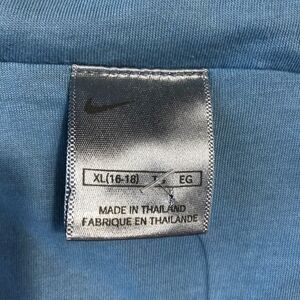 XL(16-18) EG
MADE IN THAILAND
FABRIQUE EN THAILANDE